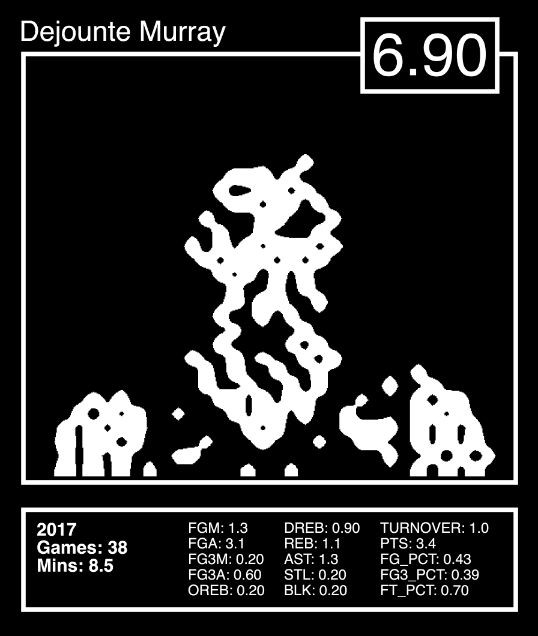 Dejounte Murray
6.90
2017
Games: 38
Mins: 8.5
FGM: 1.3
FGA: 3.1
FG3M: 0.20
FG3A: 0.60
OREB: 0.20
DREB: 0.90
REB: 1.1
AST: 1.3
STL: 0.20
BLK: 0.20
TURNOVER: 1.0
PTS: 3.4
FG_PCT: 0.43
FG3_PCT: 0.39
FT_PCT: 0.70